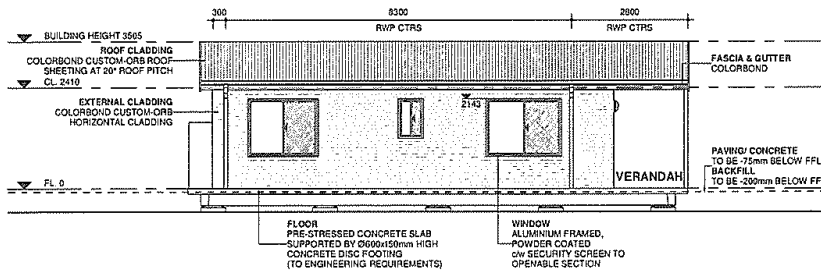 300 8300 2800
RWP CTRS RWP CTRS
BUILDING HEIGHT 3505
ROOF CLADDING
COLORBOND CUSTOM-ORB ROOF
SHEETING AT 20° ROOF PITCH
CL. 2410
FASCIA & GUTTER
COLORBOND
EXTERNAL CLADDING
COLORBOND CUSTOM-ORB
HORIZONTAL CLADDING
2143
VERANDAH
PAVING/ CONCRETE
TO BE -75mm BELOW FFL
BACKFILL
TO BE -200mm BELOW FF
FL. 0
FLOOR
PRE-STRESSED CONCRETE SLAB
SUPPORTED BY Ø600x150mm HIGH
CONCRETE DISC FOOTING
(TO ENGINEERING REQUIREMENTS)
WINDOW
ALUMINIUM FRAMED,
POWDER COATED
c/w SECURITY SCREEN TO
OPENABLE SECTION